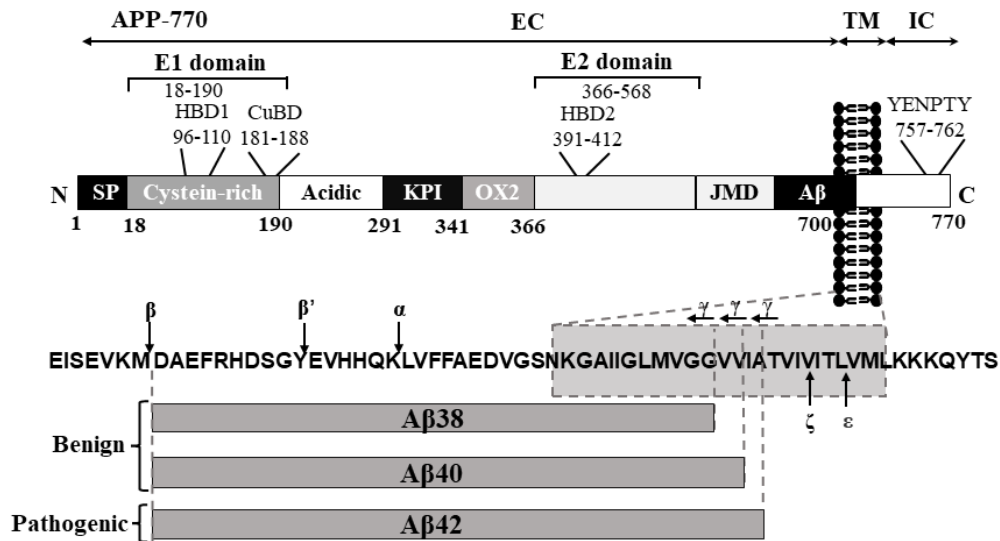 APP-770 EC TM IC
E1 domain E2 domain
18-190 366-568
HBD1 CuBD HBD2 YENPTY
96-110 181-188 391-412 757-762
N SP Cystein-rich Acidic KPI OX2 JMD Aβ C
1 18 190 291 341 366 700 770
β β’ α γ γ γ
EISEVKMDAEFRHDSGYEVHHQKLVFFAEDVGSNKGAIIGLMVGGVVIATVIVITLVMLKKKQYTS
ζ ε
Aβ38
Benign
Aβ40
Pathogenic Aβ42